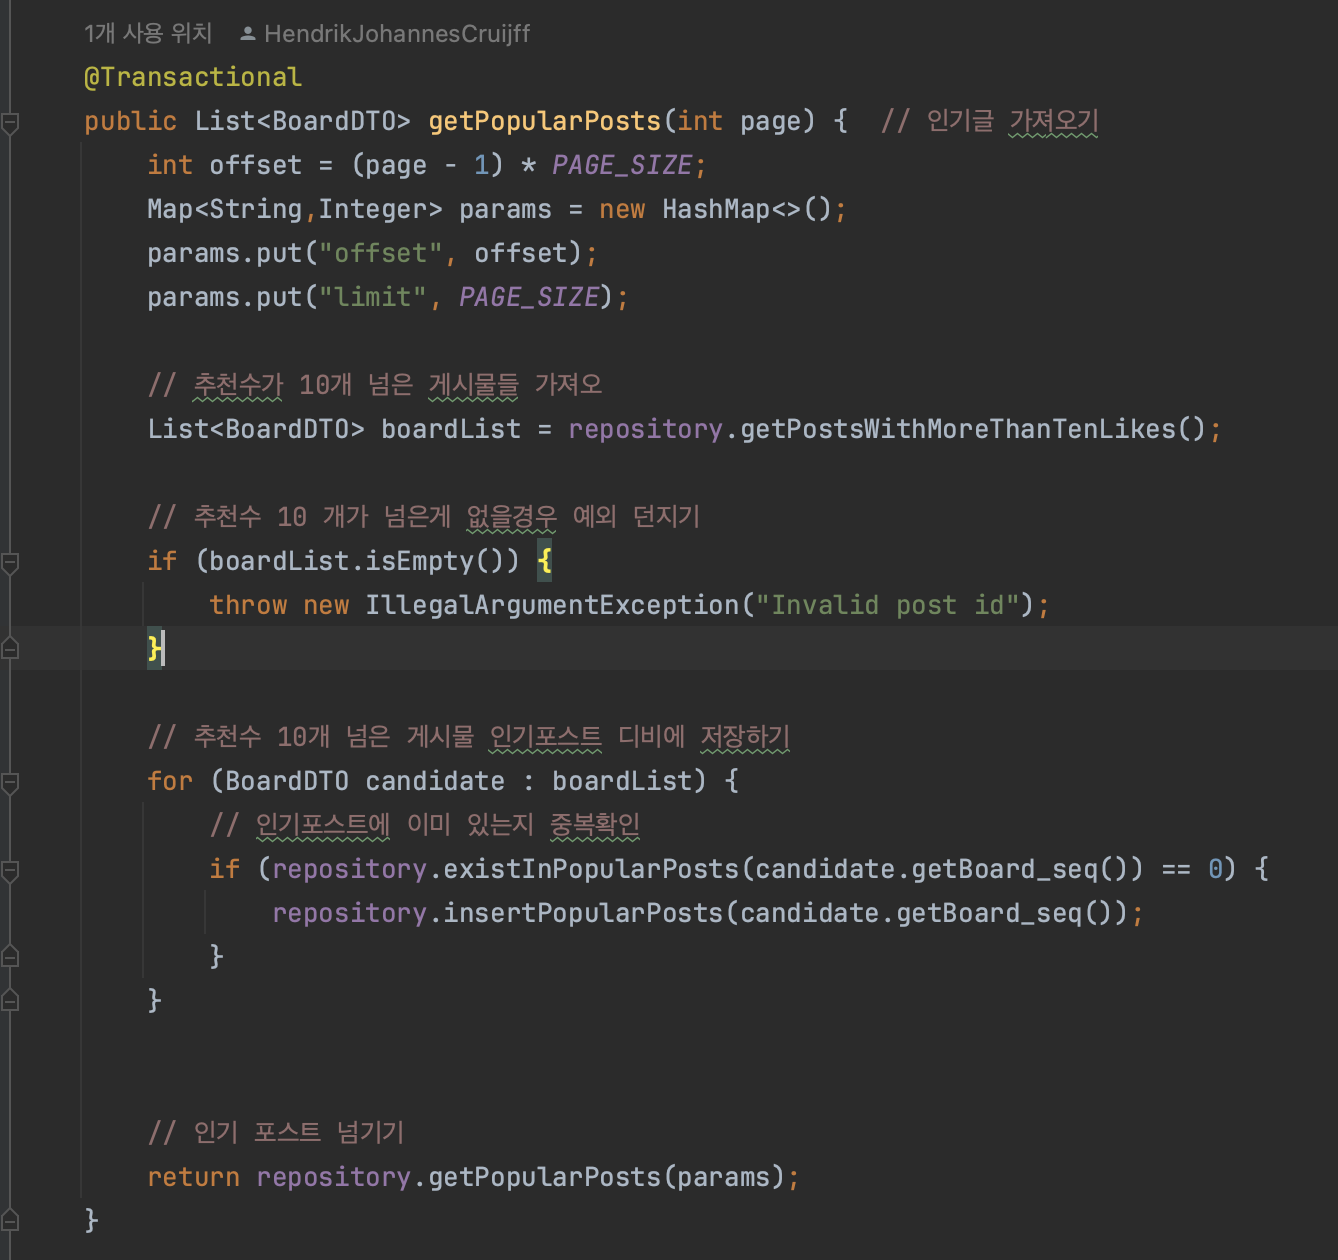 1개 사용 위치 HendrikJohannesCruijff
@Transactional
public List<BoardDTO> getPopularPosts(int page) { // 인기글 가져오기
int offset = (page - 1) * PAGE_SIZE;
Map<String,Integer> params = new HashMap<>();
params.put("offset", offset);
params.put("limit", PAGE_SIZE);
// 추천수가 10개 넘은 게시물들 가져오
List<BoardDTO> boardList = repository.getPostsWithMoreThanTenLikes();
// 추천수 10 개가 넘은게 없을경우 예외 던지기
if (boardList.isEmpty()) {
throw new IllegalArgumentException("Invalid post id");
}
// 추천수 10개 넘은 게시물 인기포스트 디비에 저장하기
for (BoardDTO candidate : boardList) {
// 인기포스트에 이미 있는지 중복확인
if (repository.existInPopularPosts(candidate.getBoard_seq()) == 0) {
repository.insertPopularPosts(candidate.getBoard_seq());
}
}
// 인기 포스트 넘기기
return repository.getPopularPosts(params);
}